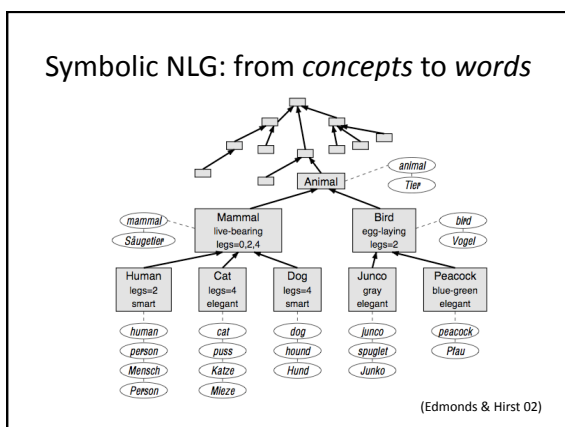 Symbolic NLG: from concepts to words
Animal
animal
Tier
mammal
Säugetier
Mammal
live-bearing
legs=0,2,4
Bird
egg-laying
legs=2
bird
Vogel
Human
legs=2
smart
Cat
legs=4
elegant
Dog
legs=4
smart
Junco
gray
elegant
Peacock
blue-green
elegant
human
person
Mensch
Person
cat
puss
Katze
Mieze
dog
hound
Hund
junco
spuglet
Junko
peacock
Pfau
(Edmonds & Hirst 02)